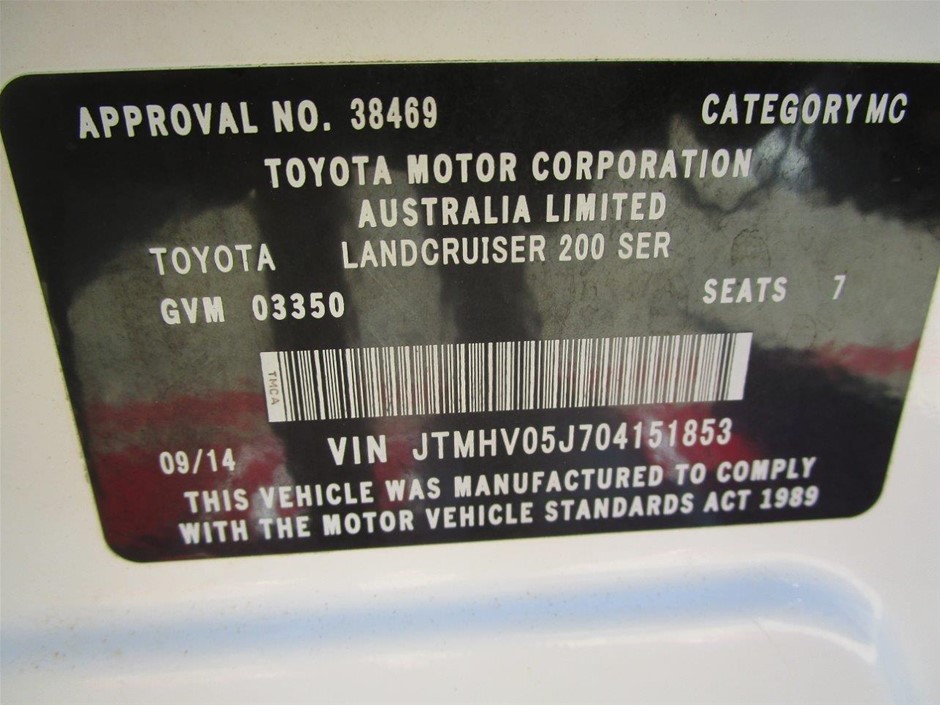 APPROVAL NO. 38469 CATEGORY MC
TOYOTA MOTOR CORPORATION
AUSTRALIA LIMITED
TOYOTA LANDCRUISER 200 SER
GVM 03350 SEATS 7
TMCA
09/14 VIN JTMHV05J704151853
THIS VEHICLE WAS MANUFACTURED TO COMPLY
WITH THE MOTOR VEHICLE STANDARDS ACT 1989